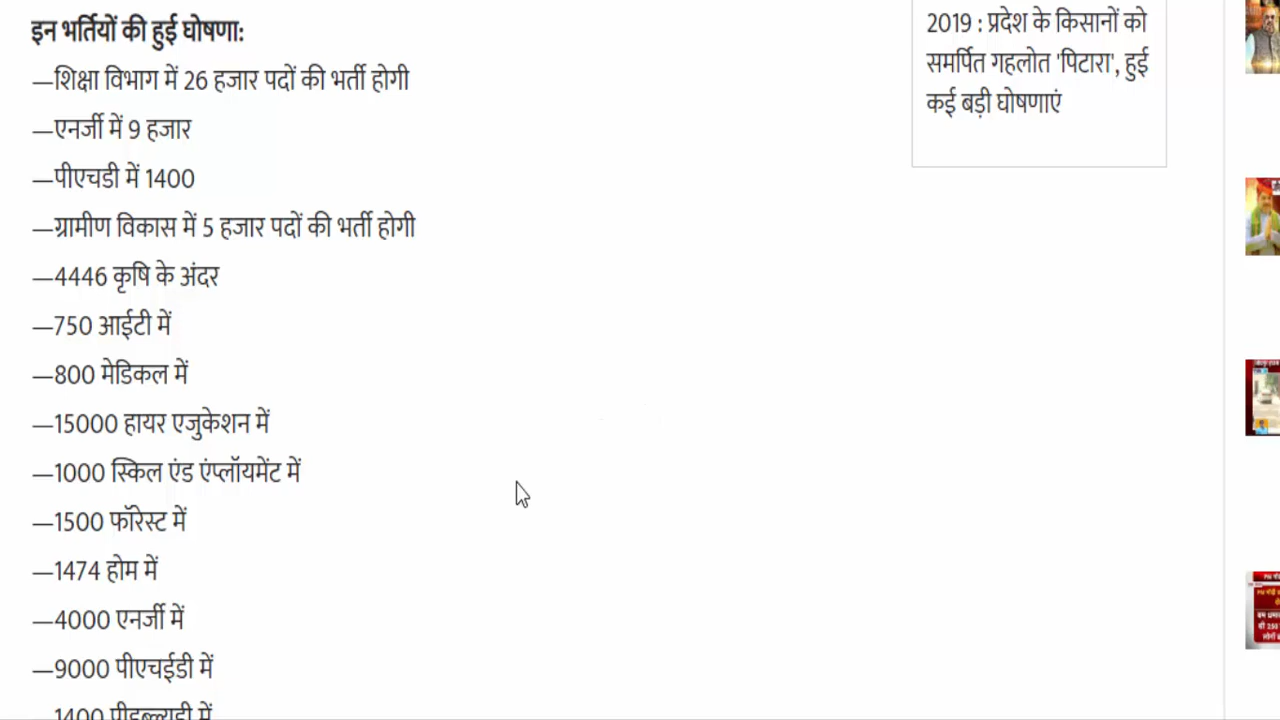 इन भर्तियों की हुई घोषणा:
—शिक्षा विभाग में 26 हजार पदों की भर्ती होगी
—एनर्जी में 9 हजार
—पीएचडी में 1400
—ग्रामीण विकास में 5 हजार पदों की भर्ती होगी
—4446 कृषि के अंदर
—750 आईटी में
—800 मेडिकल में
—15000 हायर एजुकेशन में
—1000 स्किल एंड एंप्लॉयमेंट में
—1500 फॉरेस्ट में
—1474 होम में
—4000 एनर्जी में
—9000 पीएचईडी में
—1400 पीडब्ल्यूडी में
2019 : प्रदेश के किसानों को
समर्पित गहलोत 'पिटारा', हुई
कई बड़ी घोषणाएं